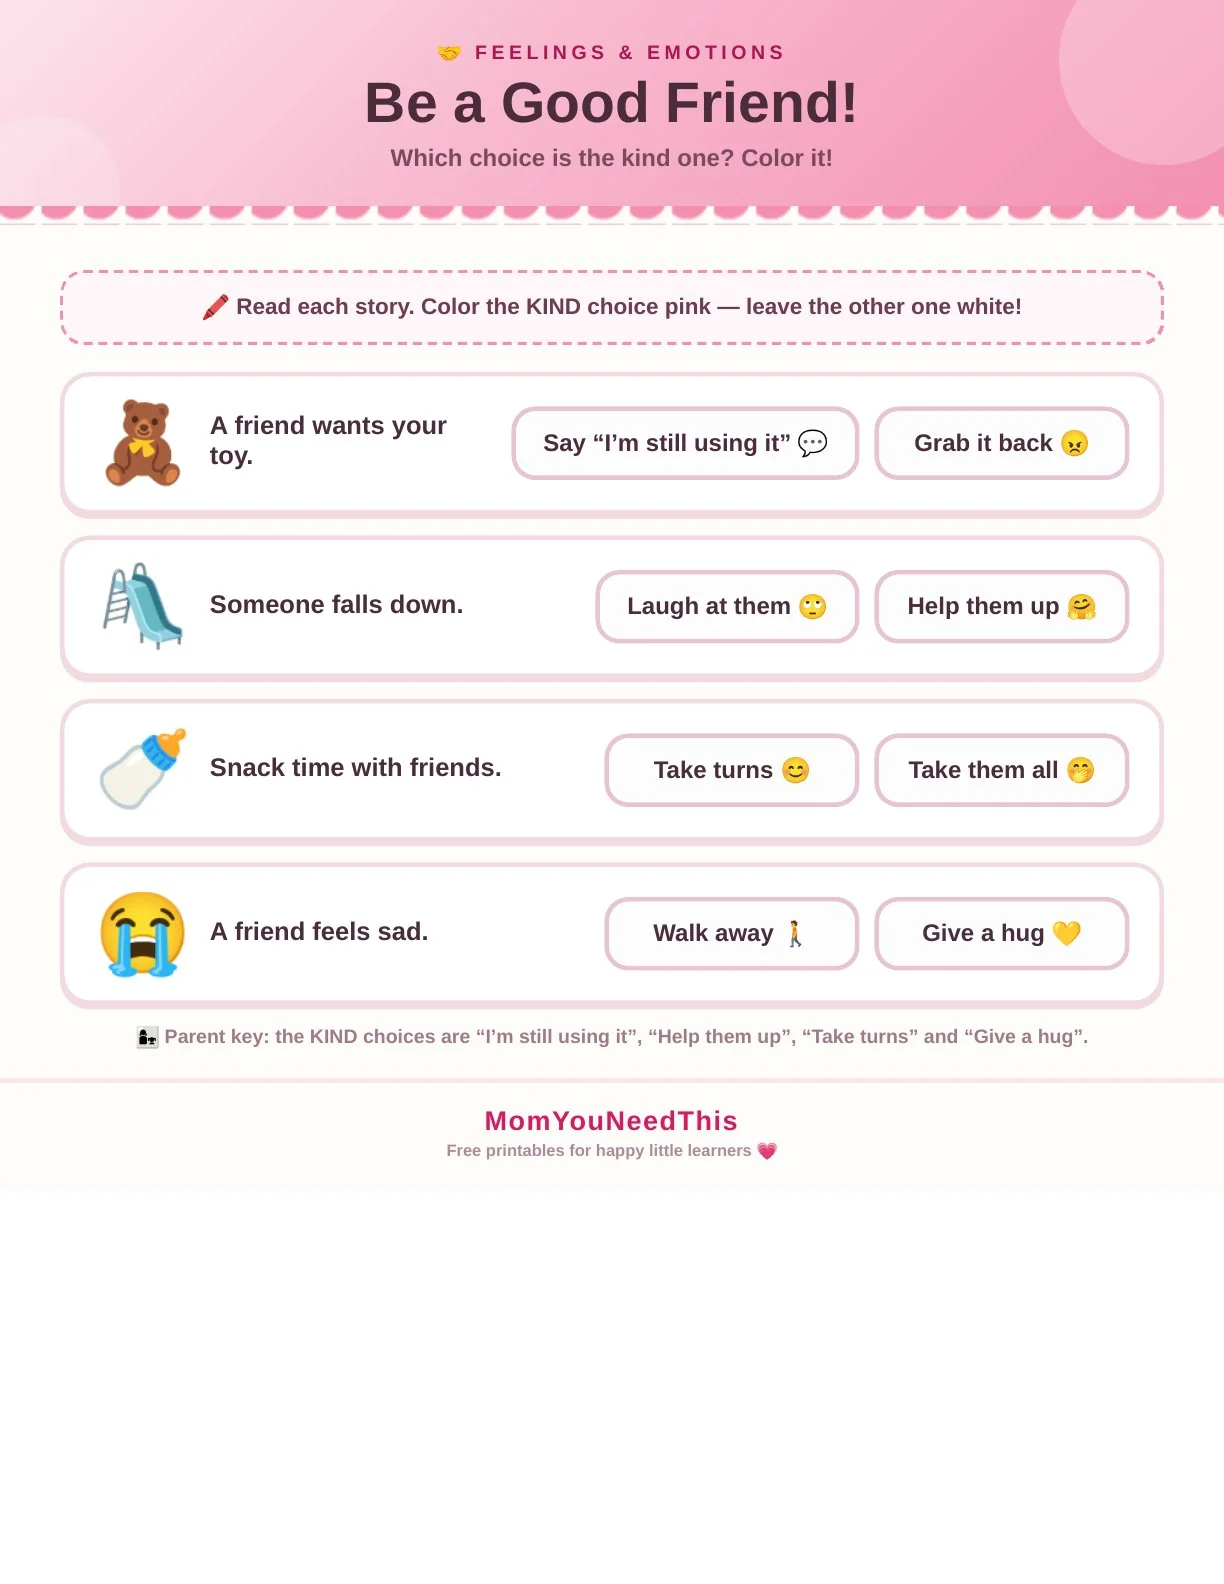 🤝 FEELINGS & EMOTIONS
Be a Good Friend!
Which choice is the kind one? Color it!
🖍️ Read each story. Color the KIND choice pink — leave the other one white!
A friend wants your
toy.
Say “I’m still using it” 💬
Grab it back 😠
Someone falls down.
Laugh at them 🙄
Help them up 🤗
Snack time with friends.
Take turns 😊
Take them all 🤭
A friend feels sad.
Walk away 🚶
Give a hug 💛
Parent key: the KIND choices are “I’m still using it”, “Help them up”, “Take turns” and “Give a hug”.
MomYouNeedThis
Free printables for happy little learners 💗